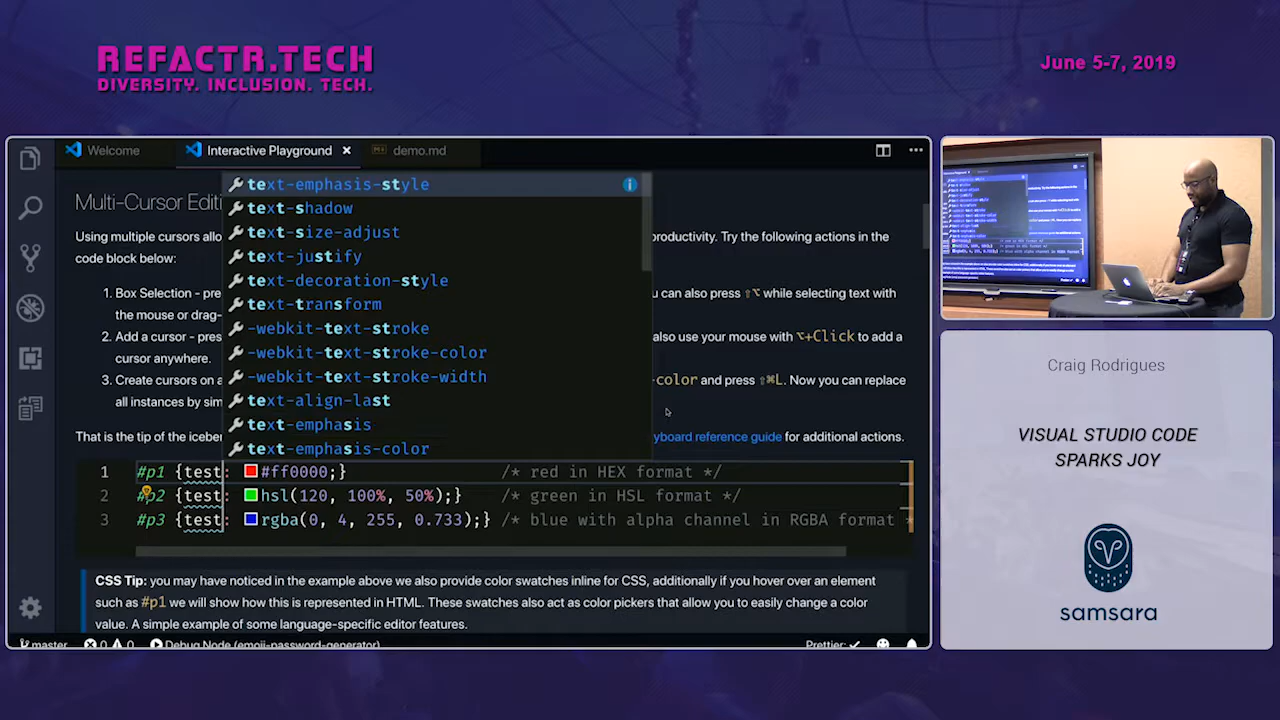 REFACTR.TECH
DIVERSITY. INCLUSION. TECH.
June 5-7, 2019
Welcome
Interactive Playground
demo.md
Multi-Cursor Editi
Using multiple cursors allo
productivity. Try the following actions in the
code block below:
1. Box Selection - pre
u can also press ⇧⌥ while selecting text with
the mouse or drag-
2. Add a cursor - pres
also use your mouse with ⌥+Click to add a
cursor anywhere.
3. Create cursors on a
-color and press ⇧⌘L. Now you can replace
all instances by sim
That is the tip of the iceber
yboard reference guide for additional actions.
text-emphasis-style
text-shadow
text-size-adjust
text-justify
text-decoration-style
text-transform
-webkit-text-stroke
-webkit-text-stroke-color
-webkit-text-stroke-width
text-align-last
text-emphasis
text-emphasis-color
1 #p1 {test: #ff0000;} /* red in HEX format */
2 #p2 {test: hsl(120, 100%, 50%);} /* green in HSL format */
3 #p3 {test: rgba(0, 4, 255, 0.733);} /* blue with alpha channel in RGBA format *
CSS Tip: you may have noticed in the example above we also provide color swatches inline for CSS, additionally if you hover over an element
such as #p1 we will show how this is represented in HTML. These swatches also act as color pickers that allow you to easily change a color
value. A simple example of some language-specific editor features.
master 0 0 Debug Node (emoji-password-generator) Prettier: ✓
Craig Rodrigues
VISUAL STUDIO CODE
SPARKS JOY
samsara